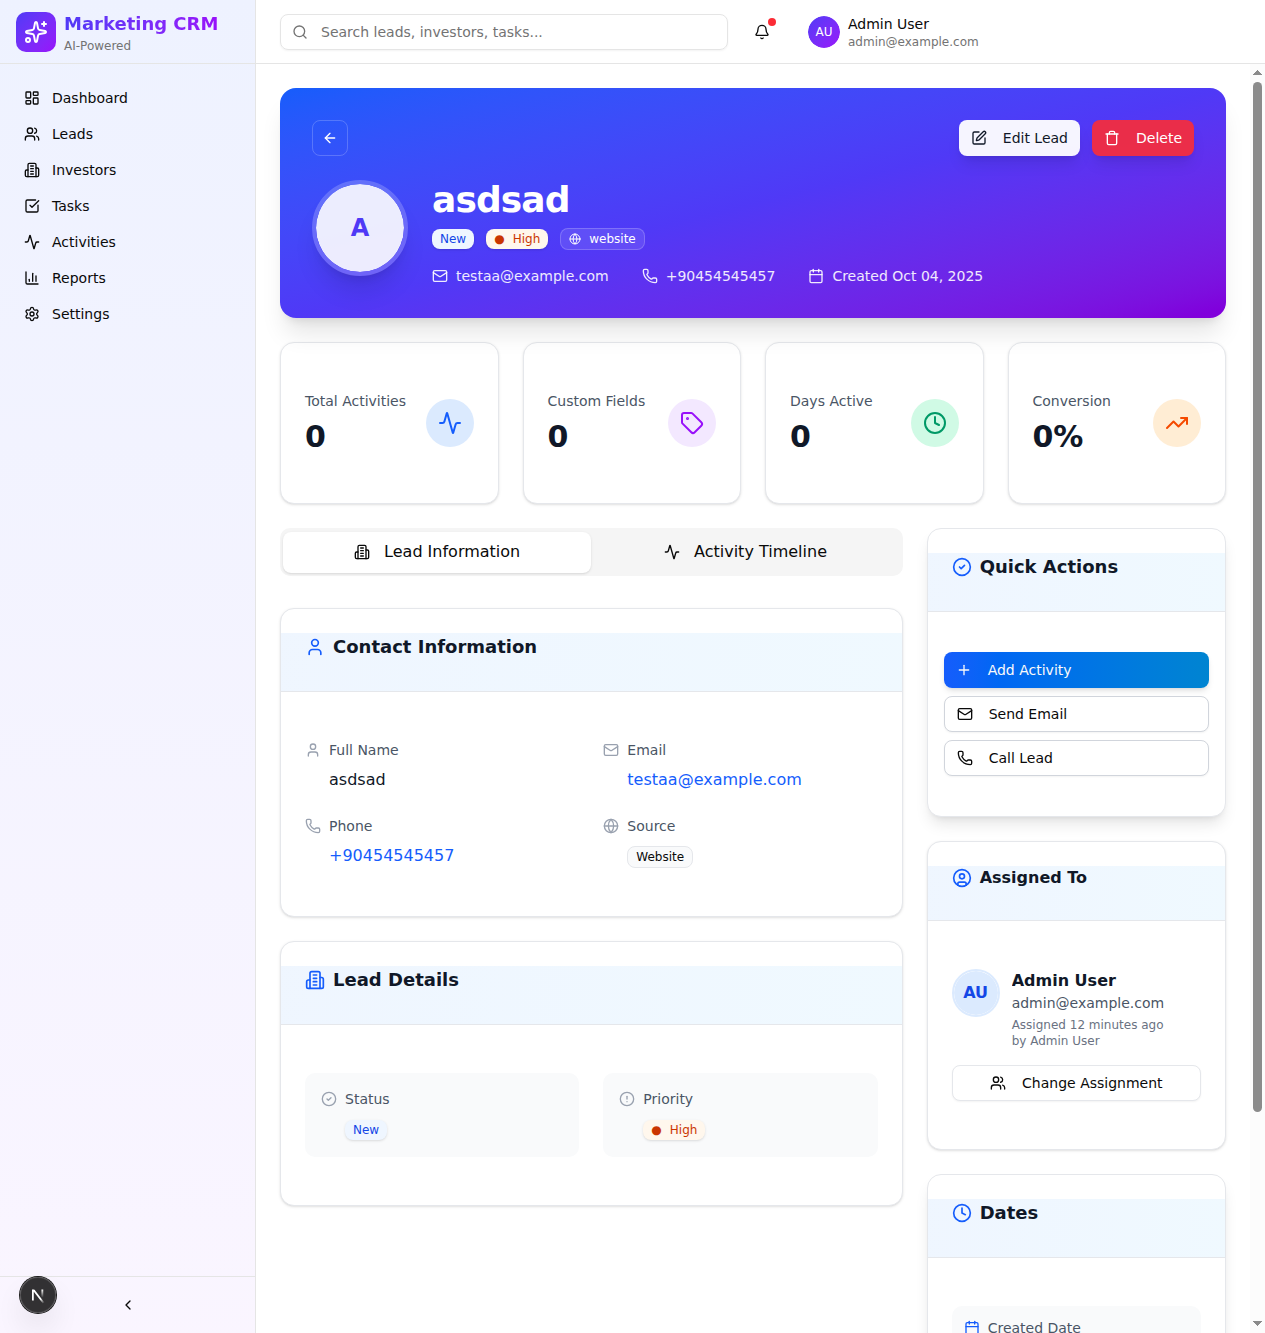 Marketing CRM
AI-Powered
Search leads, investors, tasks...
AU
Admin User
admin@example.com
Dashboard
Leads
Investors
Tasks
Activities
Reports
Settings
Edit Lead
Delete
A
asdsad
New
High
website
testaa@example.com
+90454545457
Created Oct 04, 2025
Total Activities
0
Custom Fields
0
Days Active
0
Conversion
0%
Lead Information
Activity Timeline
Contact Information
Full Name
asdsad
Email
testaa@example.com
Phone
+90454545457
Source
Website
Lead Details
Status
New
Priority
High
Quick Actions
Add Activity
Send Email
Call Lead
Assigned To
AU
Admin User
admin@example.com
Assigned 12 minutes ago
by Admin User
Change Assignment
Dates
Created Date
N